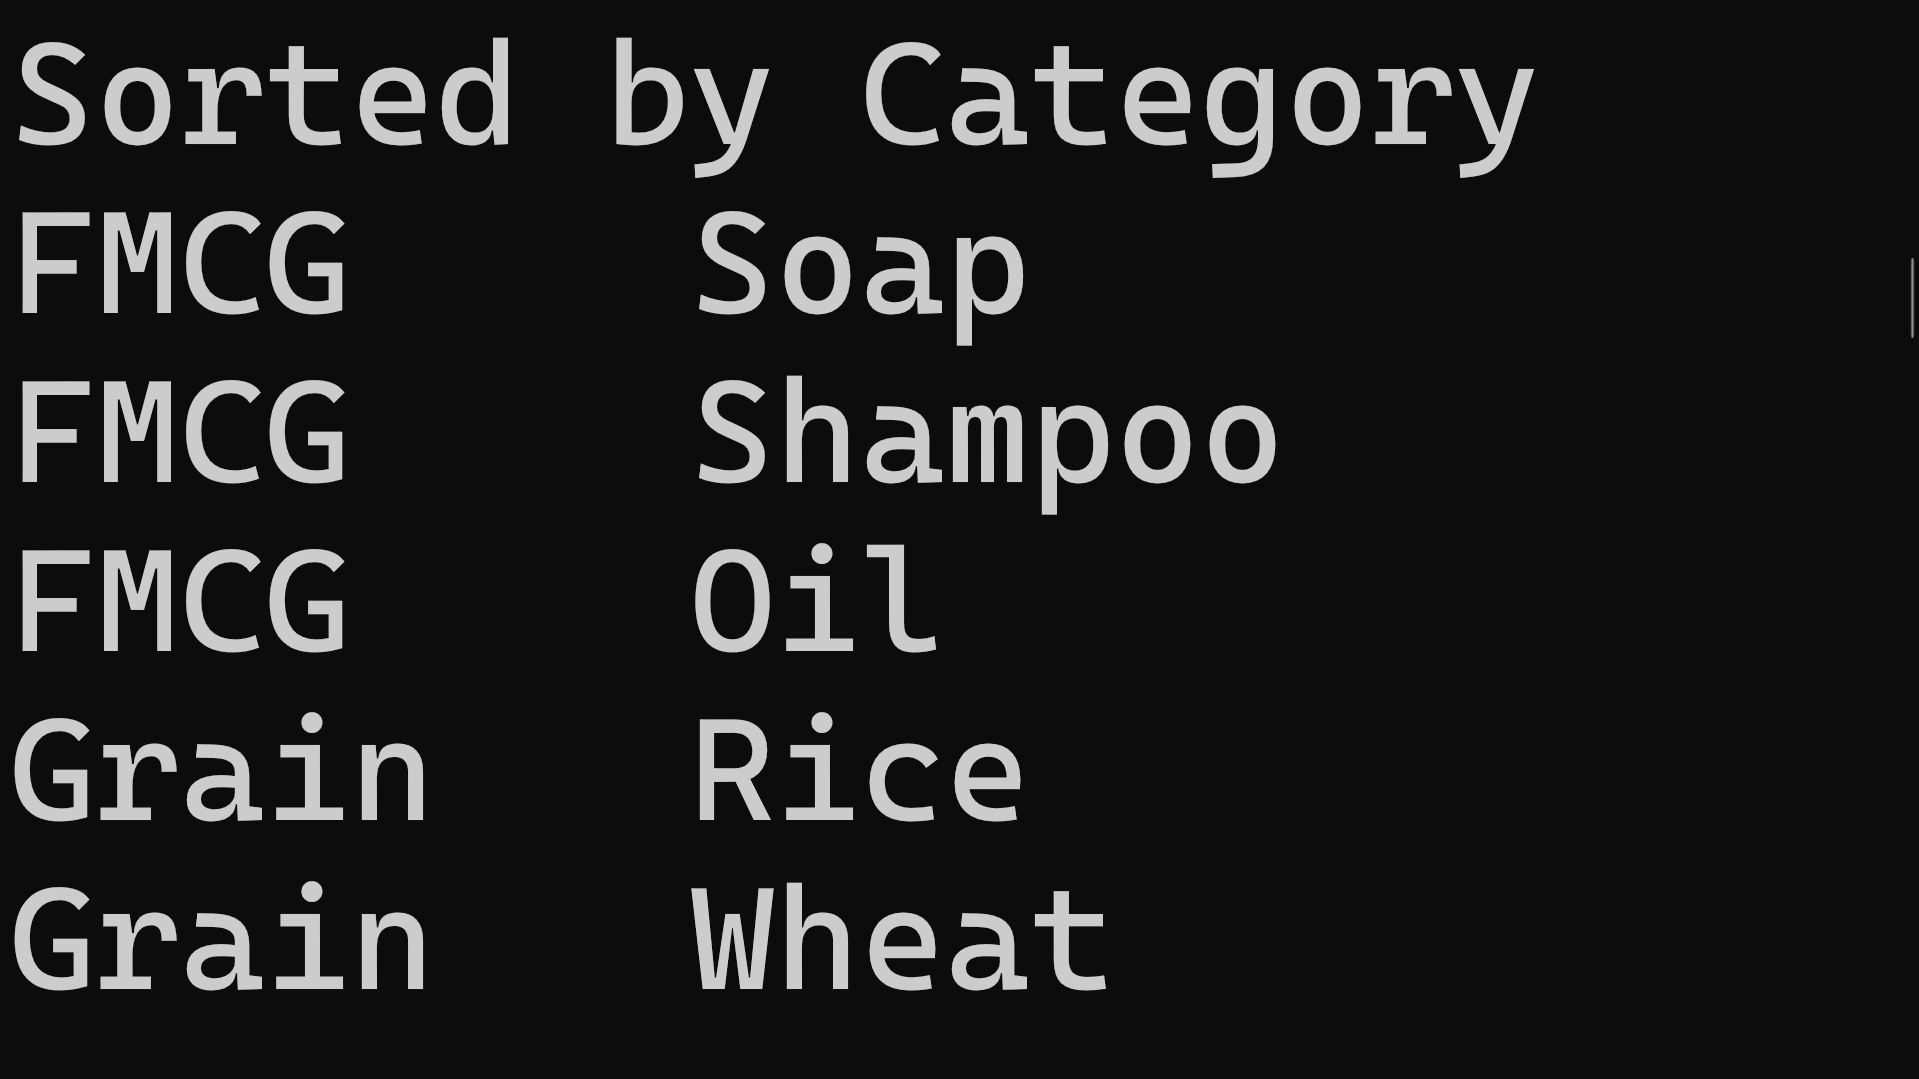 Sorted by Category
FMCG    Soap
FMCG    Shampoo
FMCG    Oil
Grain   Rice
Grain   Wheat